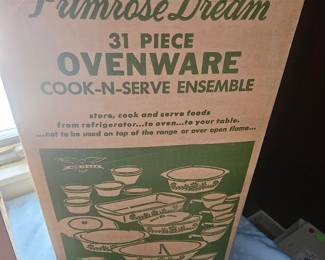 Primrose Dream
31 PIECE
OVENWARE
COOK-N-SERVE ENSEMBLE
store, cook and serve foods
from refrigerator...to oven...to your table.
...not to be used on top of the range or over open flame...